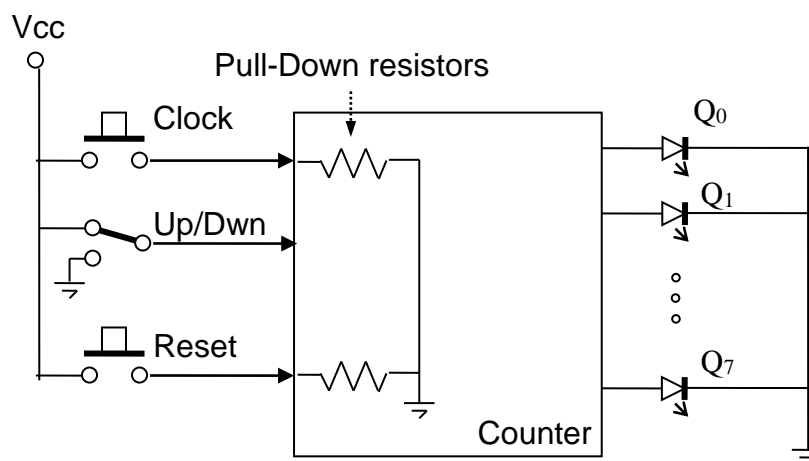 Vcc
Pull-Down resistors
Clock
Q0
Up/Dwn
Q1
Reset
Q7
Counter